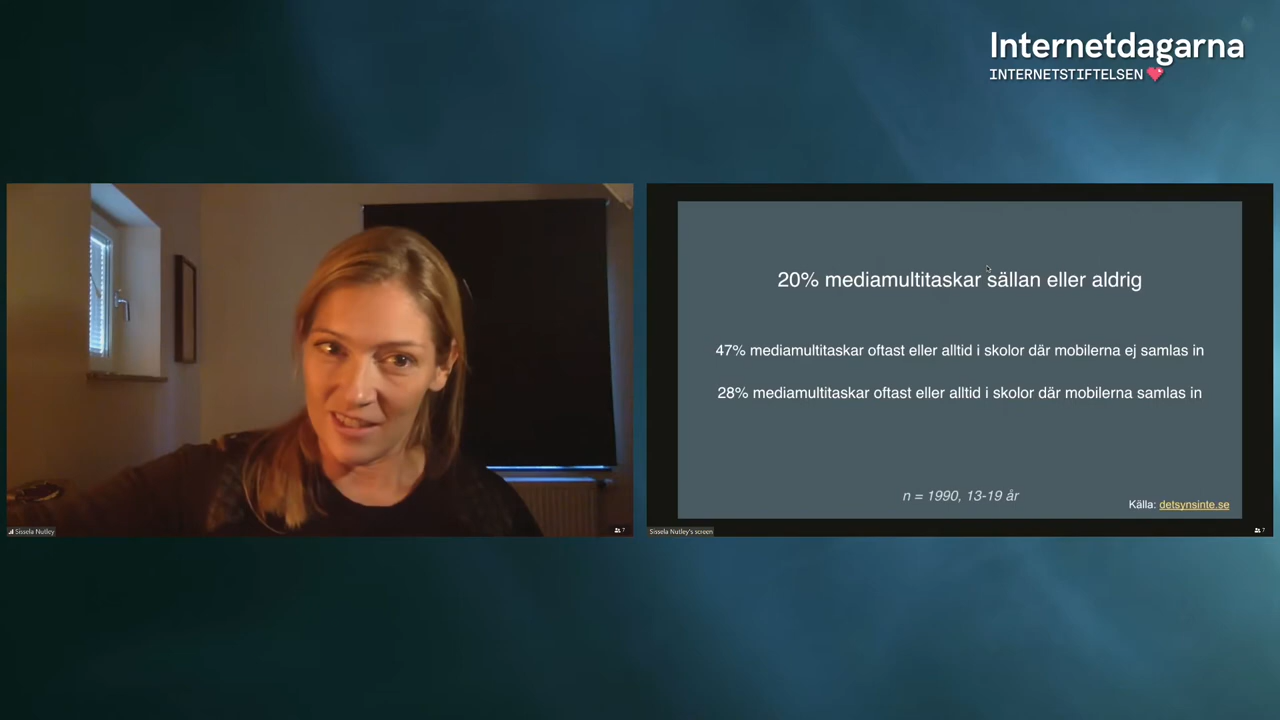 Internetdagarna
INTERNETSTIFTELSEN
20% mediamultitaskar sällan eller aldrig
47% mediamultitaskar oftast eller alltid i skolor där mobilerna ej samlas in
28% mediamultitaskar oftast eller alltid i skolor där mobilerna samlas in
n = 1990, 13-19 år
Källa: detsynsinte.se
Sissela Nutley
7
Sissela Nutley's screen
7